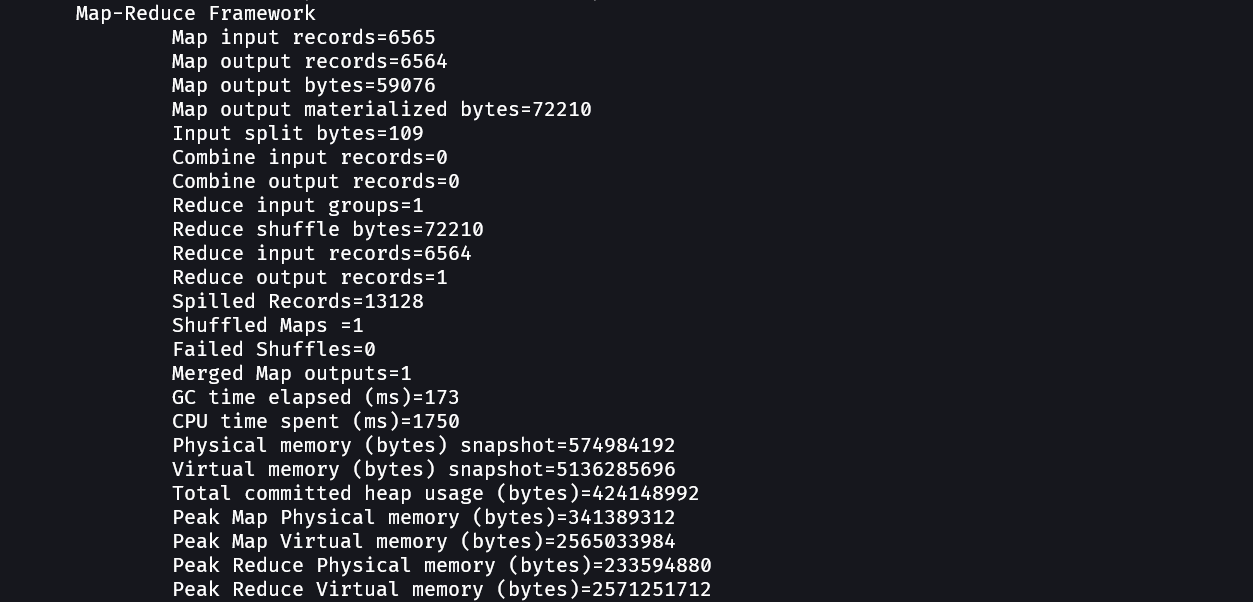 Map-Reduce Framework
Map input records=6565
Map output records=6564
Map output bytes=59076
Map output materialized bytes=72210
Input split bytes=109
Combine input records=0
Combine output records=0
Reduce input groups=1
Reduce shuffle bytes=72210
Reduce input records=6564
Reduce output records=1
Spilled Records=13128
Shuffled Maps =1
Failed Shuffles=0
Merged Map outputs=1
GC time elapsed (ms)=173
CPU time spent (ms)=1750
Physical memory (bytes) snapshot=574984192
Virtual memory (bytes) snapshot=5136285696
Total committed heap usage (bytes)=424148992
Peak Map Physical memory (bytes)=341389312
Peak Map Virtual memory (bytes)=2565033984
Peak Reduce Physical memory (bytes)=233594880
Peak Reduce Virtual memory (bytes)=2571251712